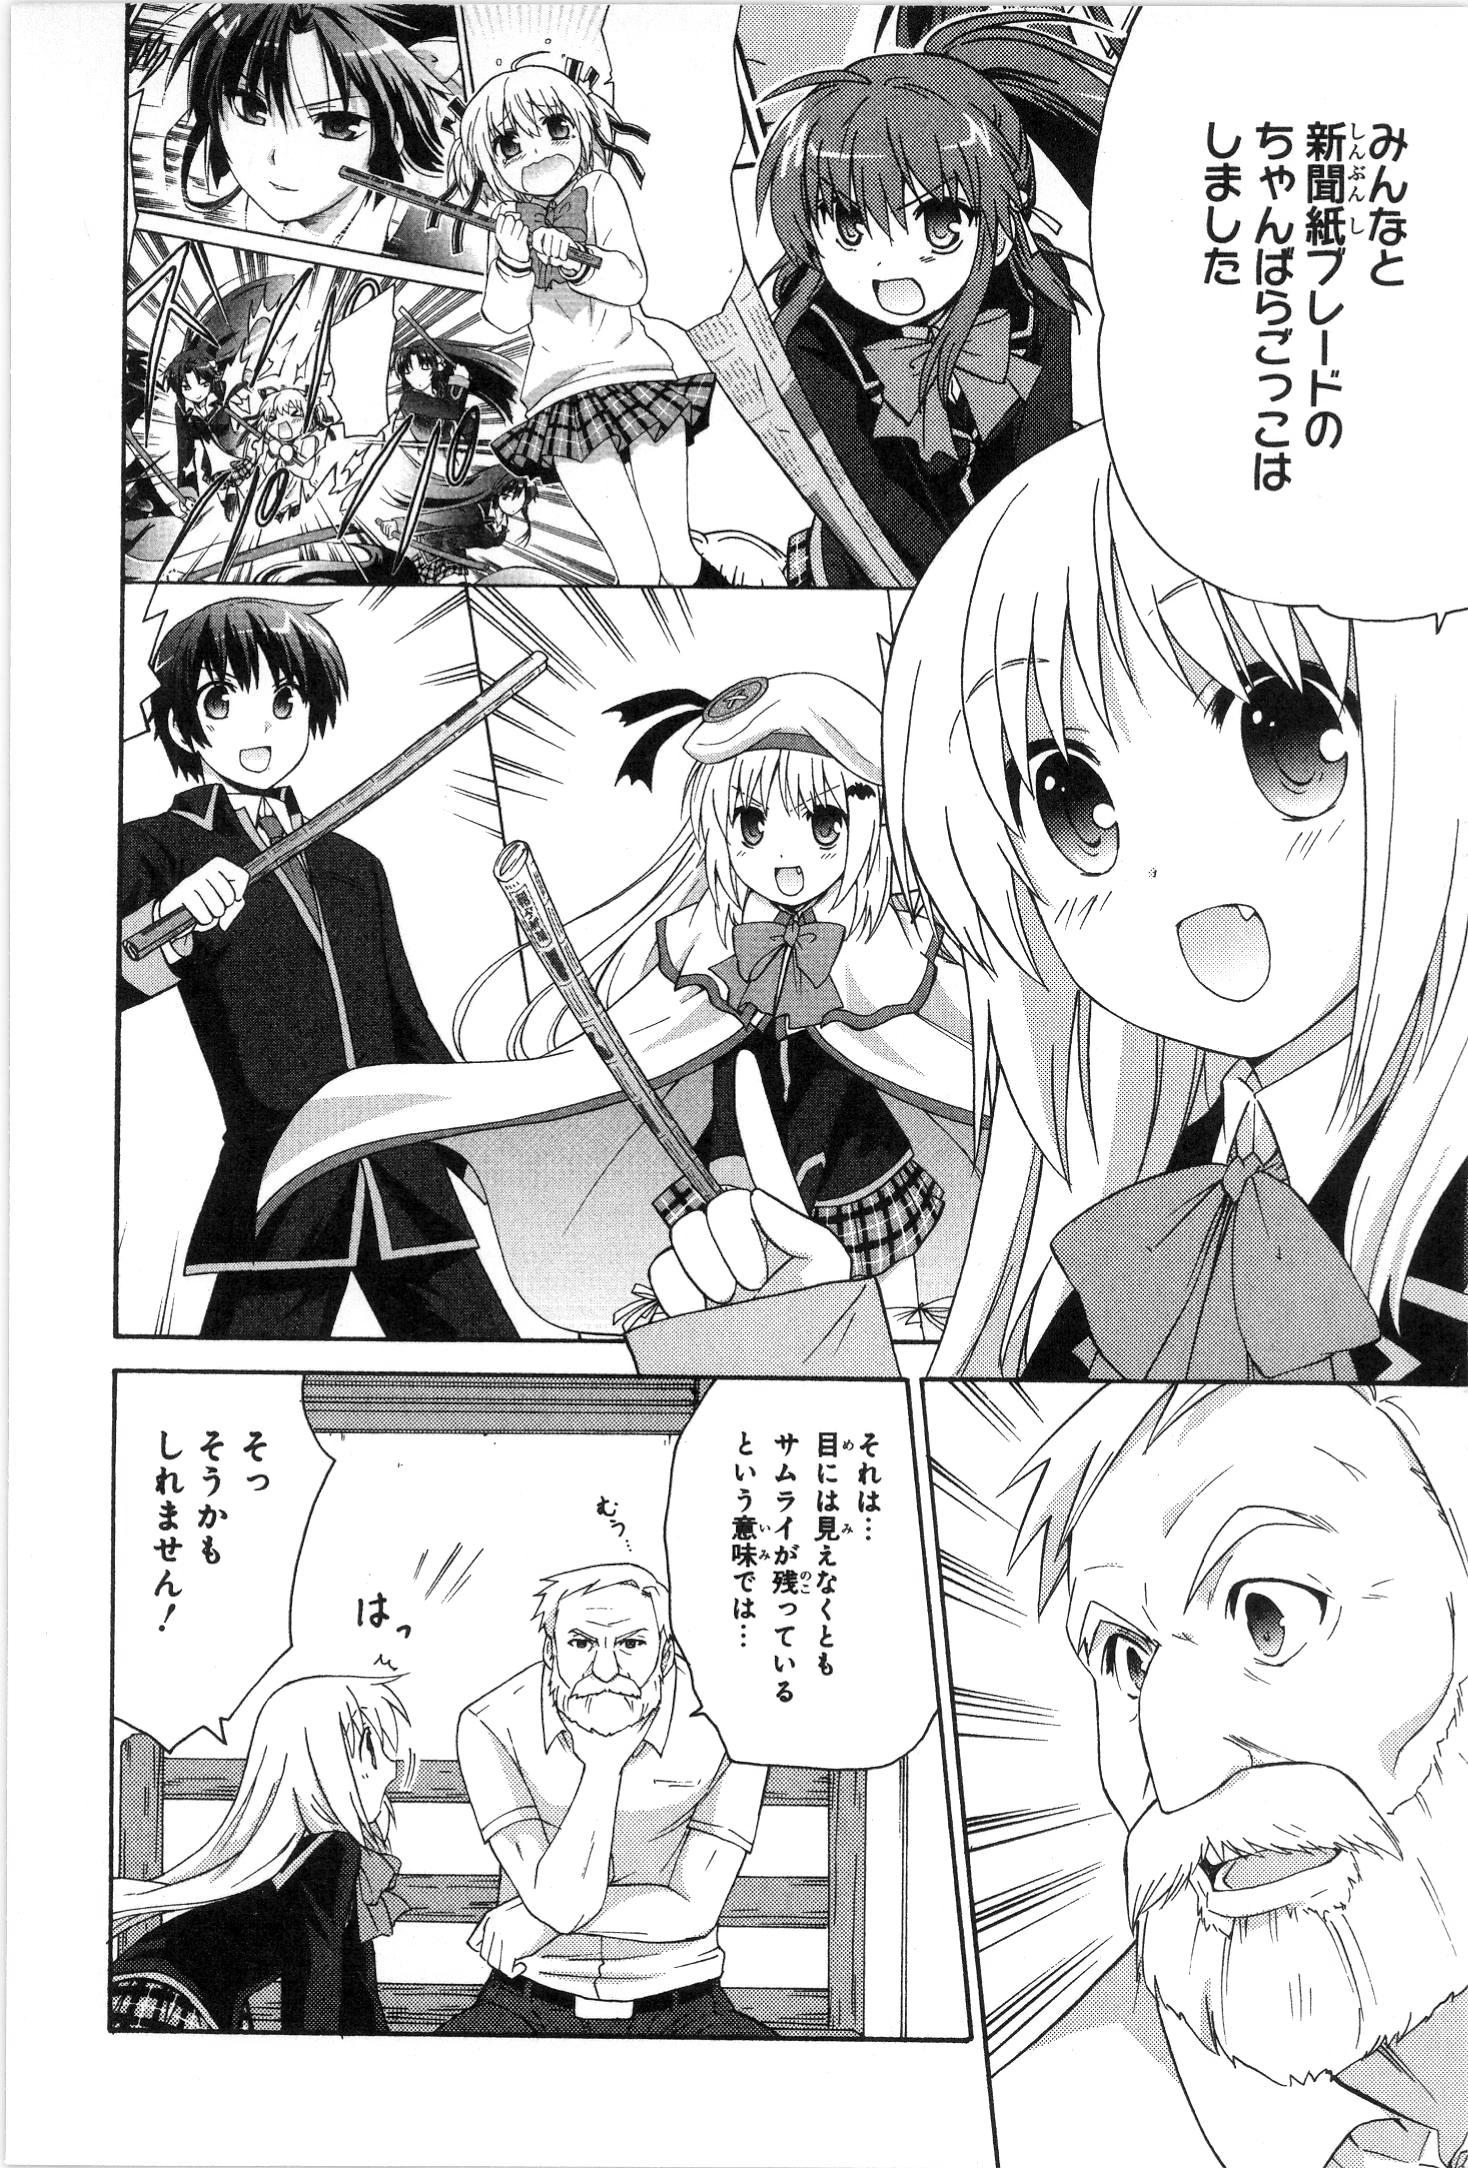 みんなと
新聞紙ブレードの
ちゃんばらごっこは
しました
それは…
目には見えなくとも
サムライが残っている
という意味では…
むぅ…
はっ
そっ
そうかも
しれません!